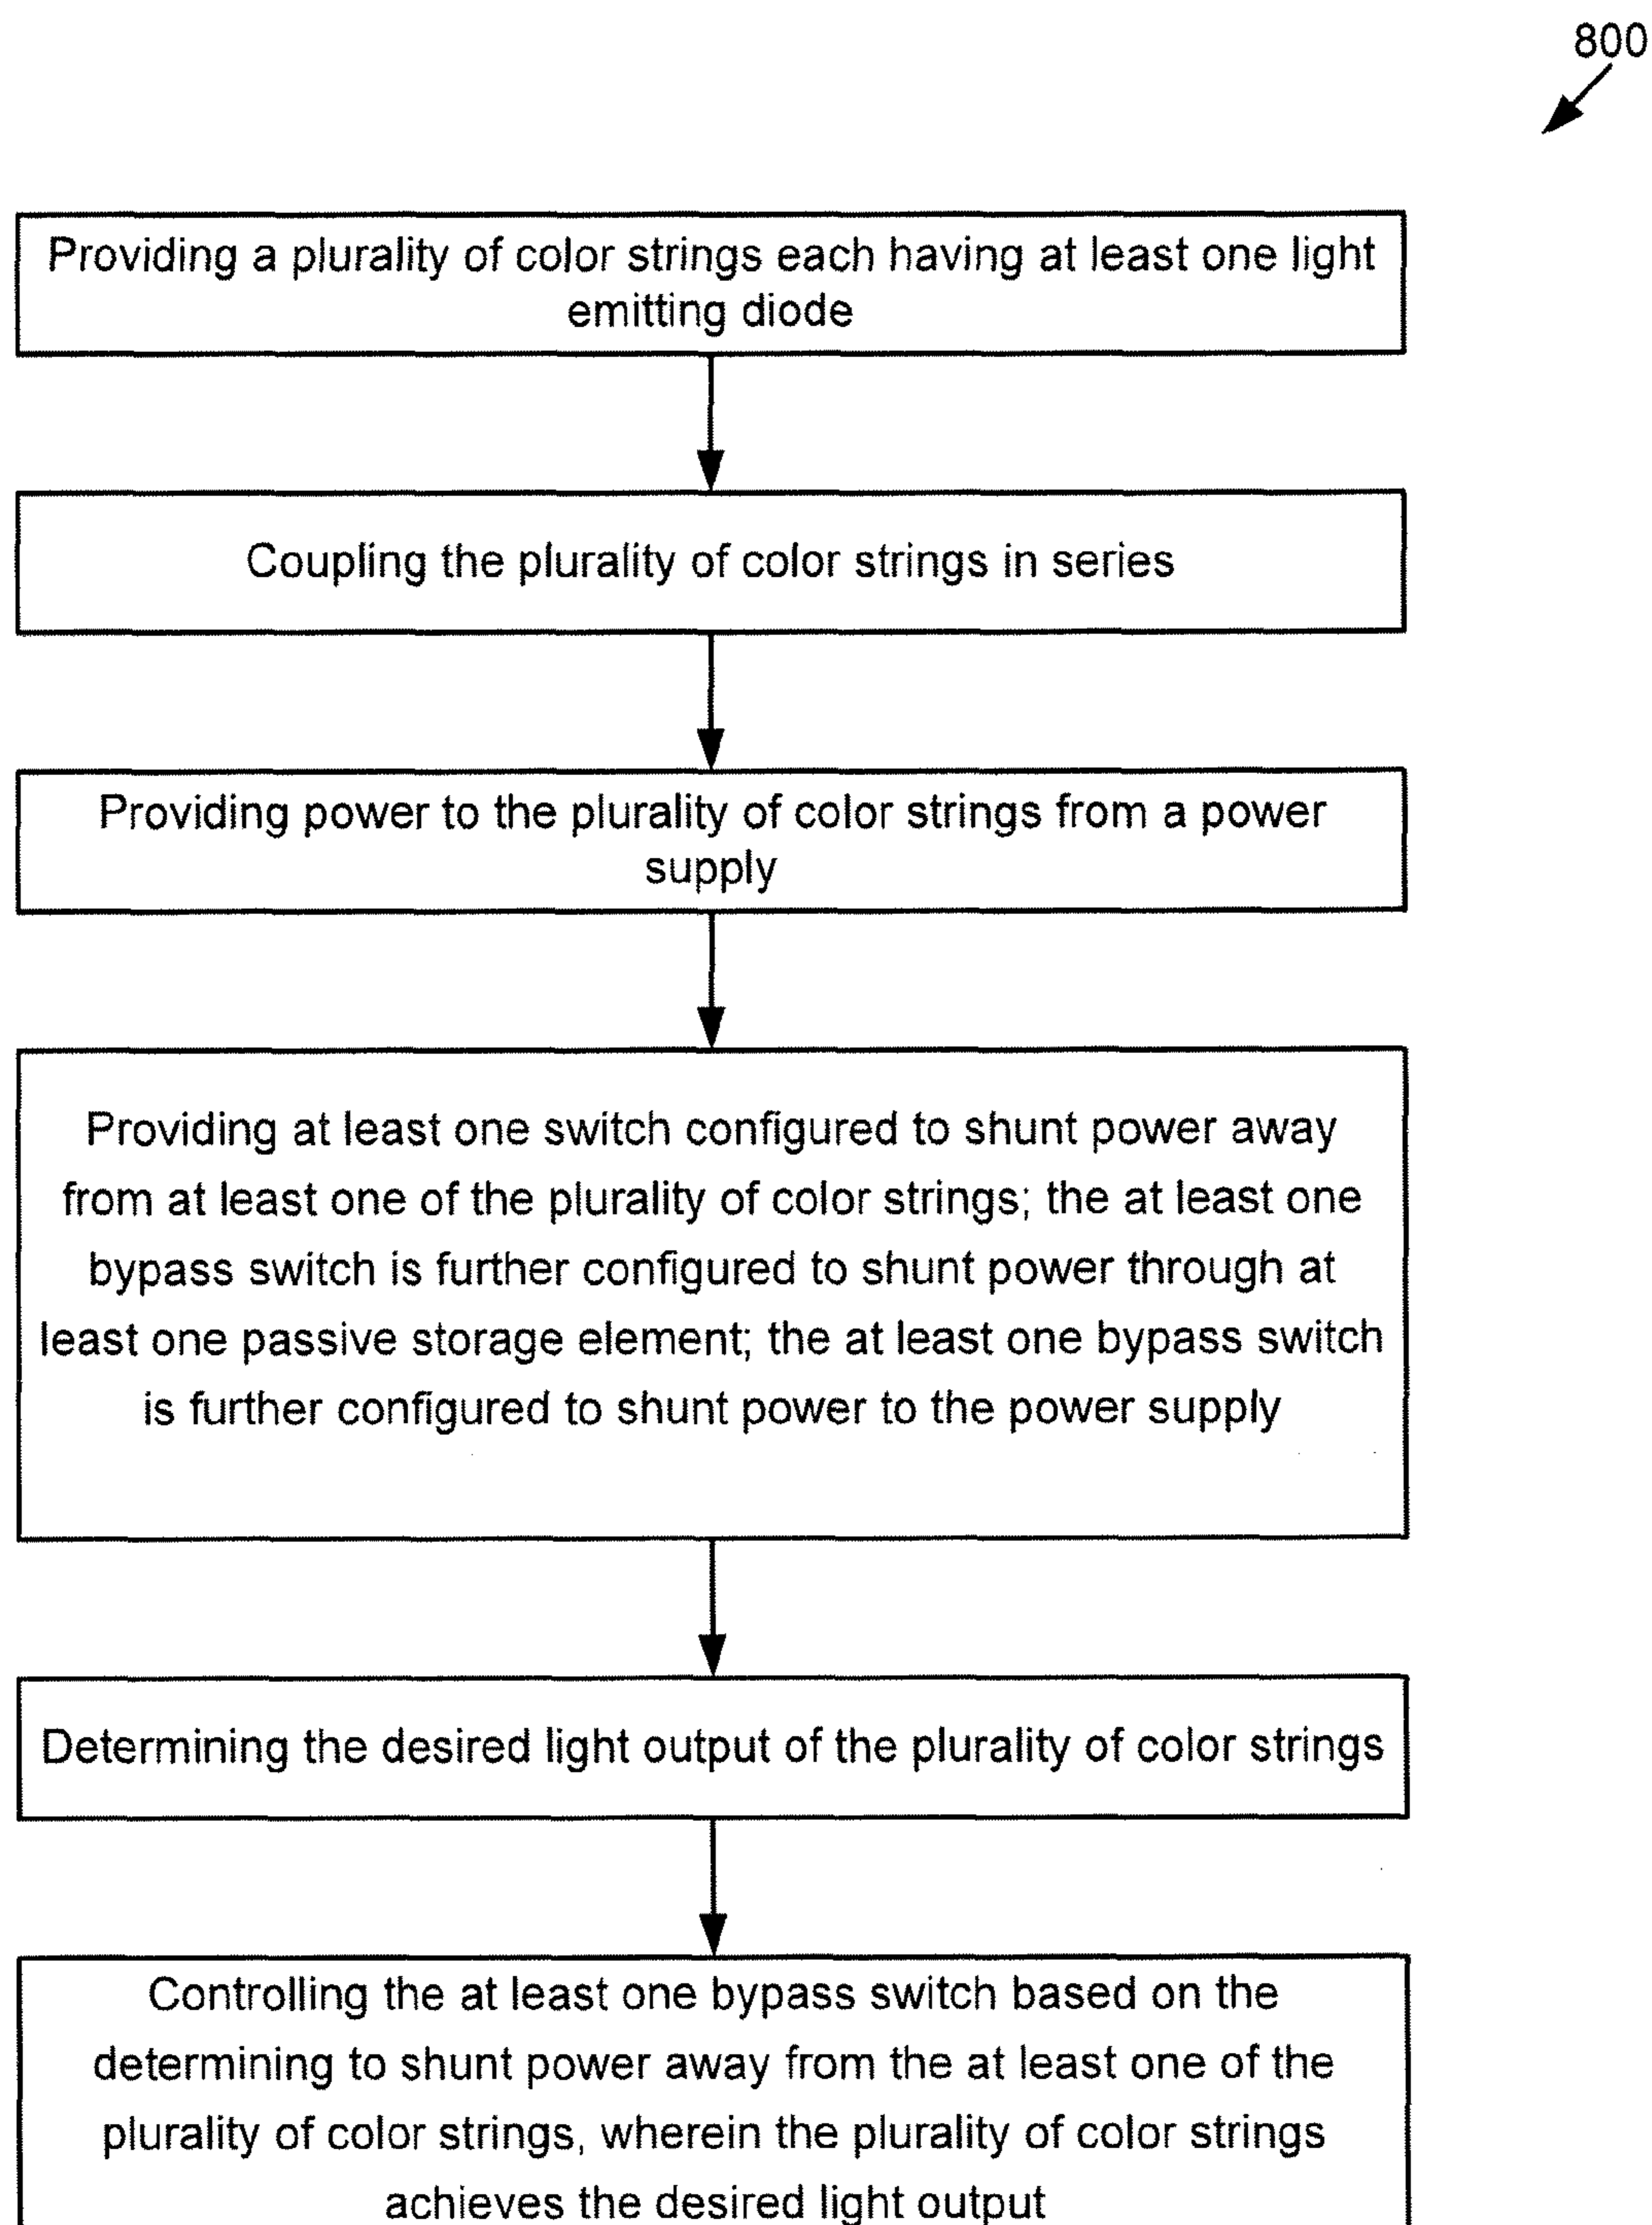 800
Providing a plurality of color strings each having at least one light
emitting diode
Coupling the plurality of color strings in series
Providing power to the plurality of color strings from a power
supply
Providing at least one switch configured to shunt power away
from at least one of the plurality of color strings; the at least one
bypass switch is further configured to shunt power through at
least one passive storage element; the at least one bypass switch
is further configured to shunt power to the power supply
Determining the desired light output of the plurality of color strings
Controlling the at least one bypass switch based on the
determining to shunt power away from the at least one of the
plurality of color strings, wherein the plurality of color strings
achieves the desired light output